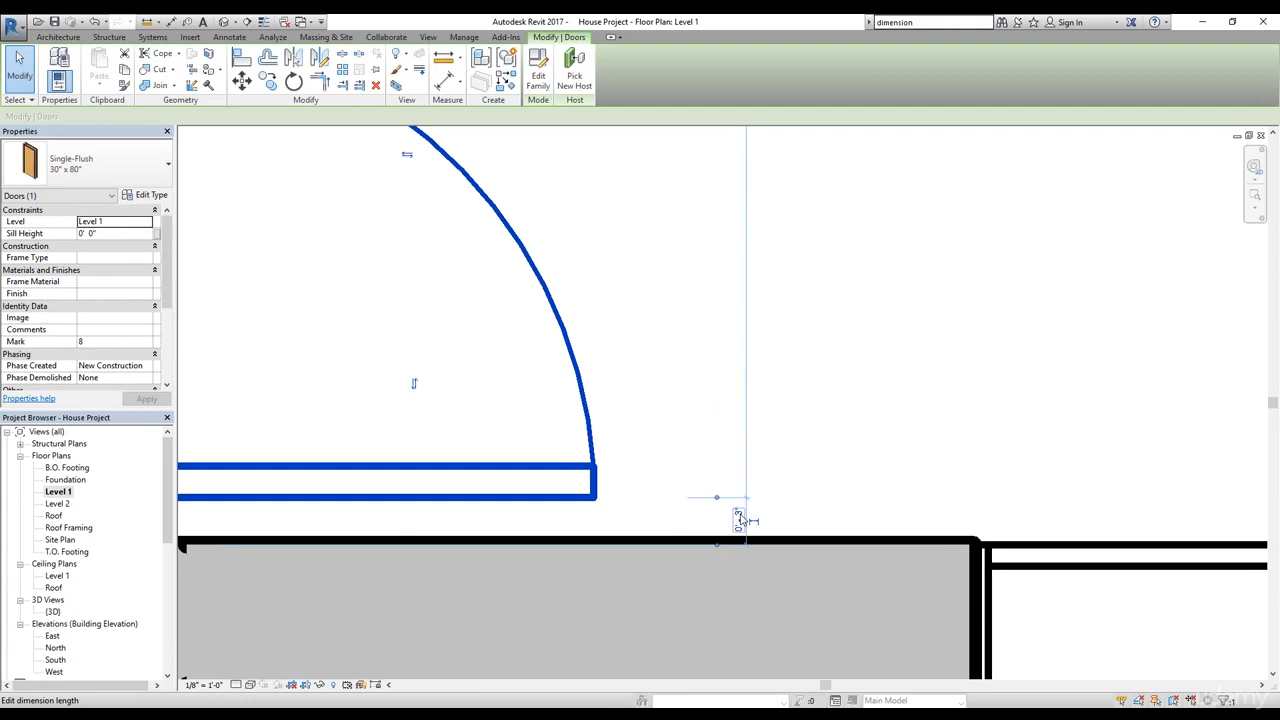 Autodesk Revit 2017 - House Project - Floor Plan: Level 1
dimension
Sign In
Architecture Structure Systems Insert Annotate Analyze Massing & Site Collaborate View Manage Add-Ins Modify | Doors
Modify
Paste
Cope
Cut
Join
Edit Family
Pick New Host
Select Properties Clipboard Geometry Modify View Measure Create Mode Host
Modify | Doors
Properties
Single-Flush
30" x 80"
Doors (1) Edit Type
Constraints
Level Level 1
Sill Height 0' 0"
Construction
Frame Type
Materials and Finishes
Frame Material
Finish
Identity Data
Image
Comments
Mark 8
Phasing
Phase Created New Construction
Phase Demolished None
Other
Properties help Apply
Project Browser - House Project
Views (all)
Structural Plans
Floor Plans
B.O. Footing
Foundation
Level 1
Level 2
Roof
Roof Framing
Site Plan
T.O. Footing
Ceiling Plans
Level 1
Roof
3D Views
{3D}
Elevations (Building Elevation)
East
North
South
West
1/8" = 1'-0"
Edit dimension length
:0
Main Model
:1